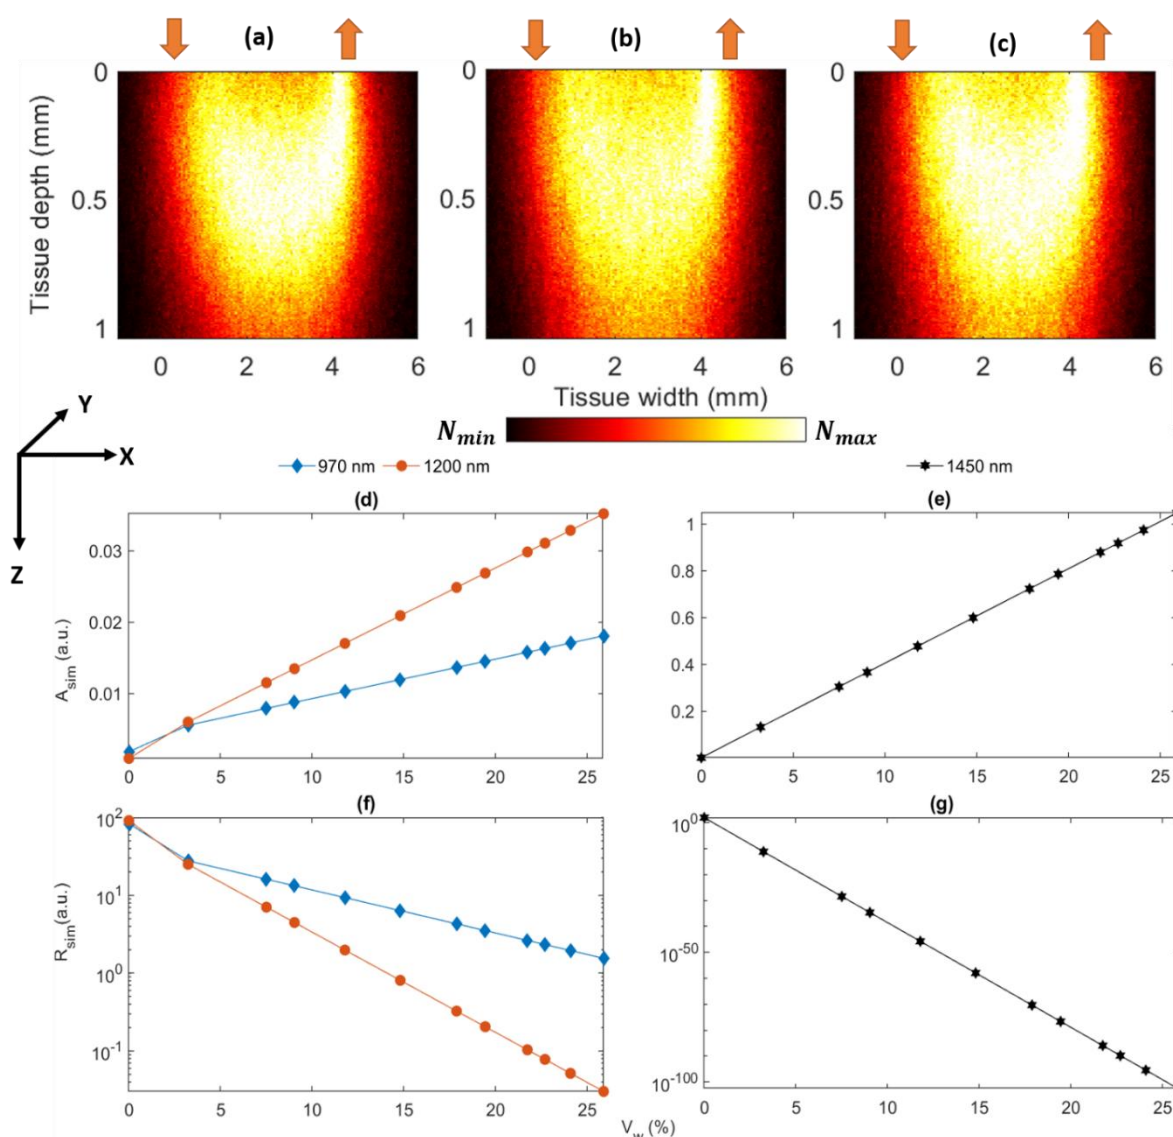 (a) (b) (c)
0 0 0
0.5 0.5 0.5
1 1 1
Tissue depth (mm)
0 2 4 6 0 2 4 6 0 2 4 6
Tissue width (mm)
N_min N_max
Y
X
Z
970 nm 1200 nm 1450 nm
(d) (e)
0.03
0.02
0.01
A_sim (a.u.)
0 5 10 15 20 25
1
0.8
0.6
0.4
0.2
0 5 10 15 20 25
(f) (g)
10^2
10^1
10^0
10^-1
R_sim(a.u.)
0 5 10 15 20 25
10^0
10^-50
10^-100
0 5 10 15 20 25
V_w (%)